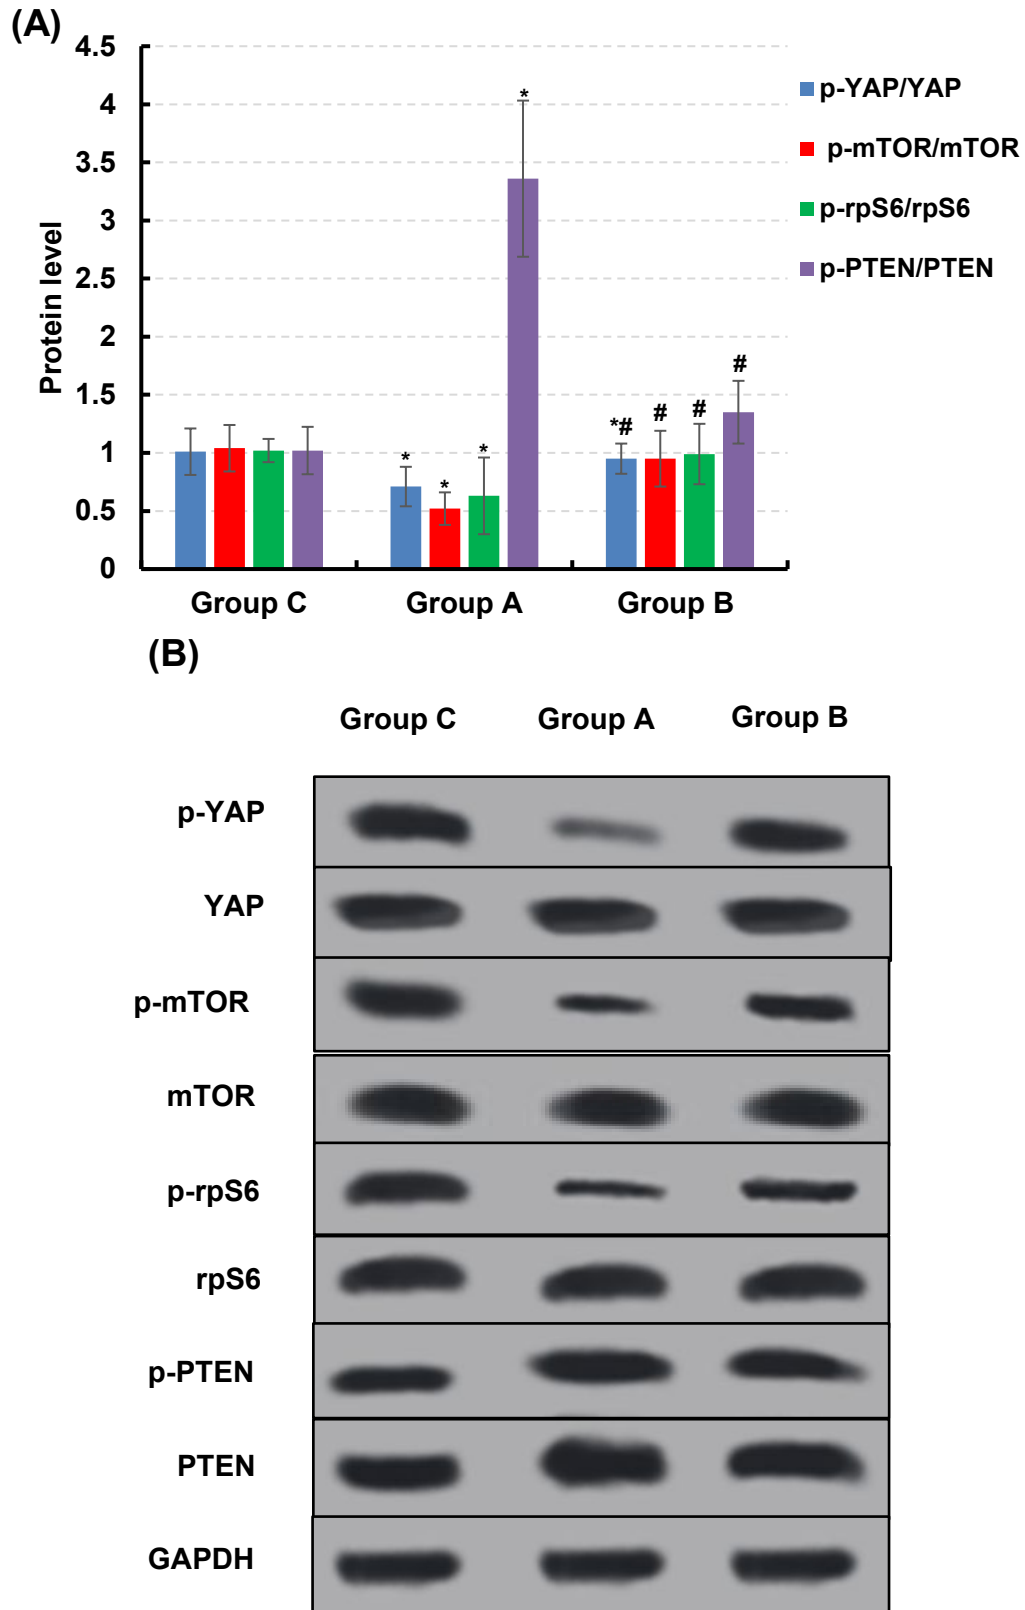 (A)
4.5
4
3.5
3
2.5
2
1.5
1
0.5
0
Protein level
* * * *
*# # # #
Group C Group A Group B
p-YAP/YAP
p-mTOR/mTOR
p-rpS6/rpS6
p-PTEN/PTEN
(B)
Group C Group A Group B
p-YAP
YAP
p-mTOR
mTOR
p-rpS6
rpS6
p-PTEN
PTEN
GAPDH